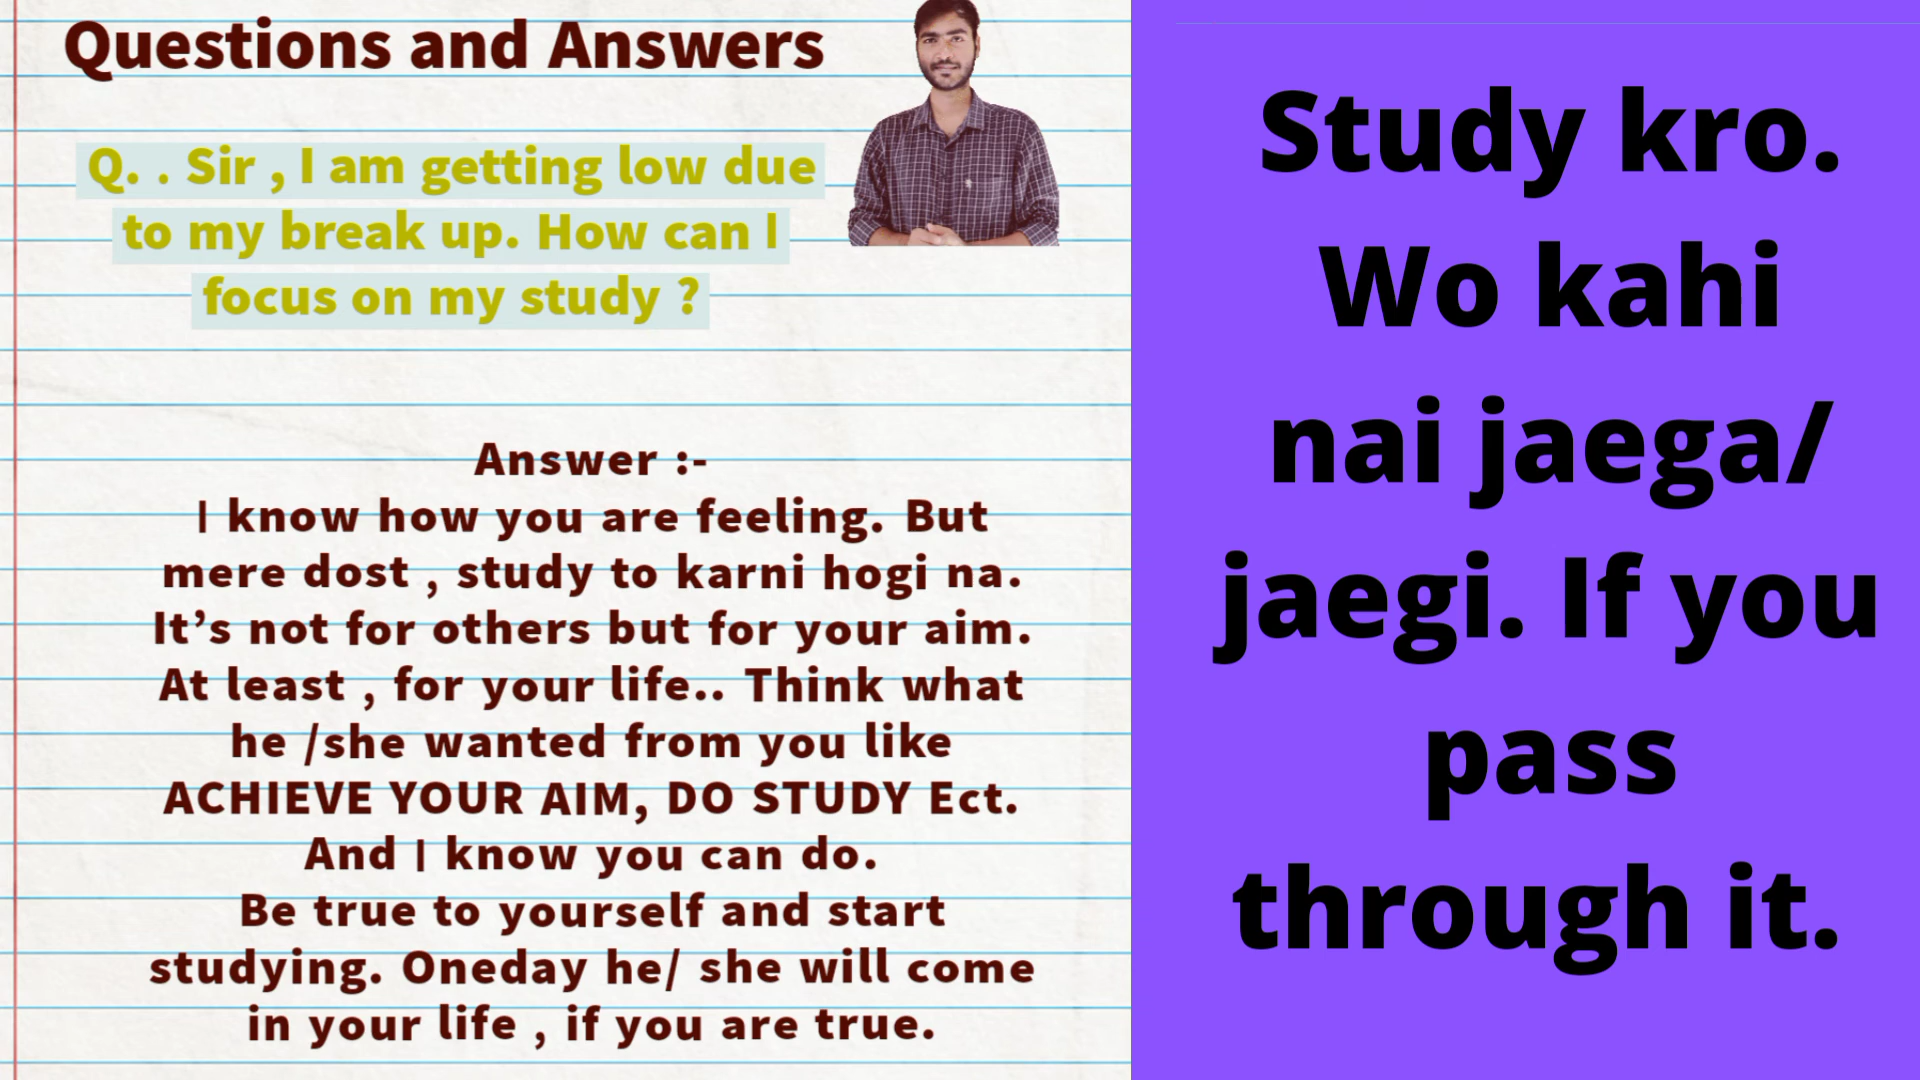 Questions and Answers
Q. . Sir , I am getting low due
to my break up. How can I
focus on my study ?
Answer :-
I know how you are feeling. But
mere dost , study to karni hogi na.
It’s not for others but for your aim.
At least , for your life.. Think what
he /she wanted from you like
ACHIEVE YOUR AIM, DO STUDY Ect.
And I know you can do.
Be true to yourself and start
studying. Oneday he/ she will come
in your life , if you are true.
Study kro.
Wo kahi
nai jaega/
jaegi. If you
pass
through it.